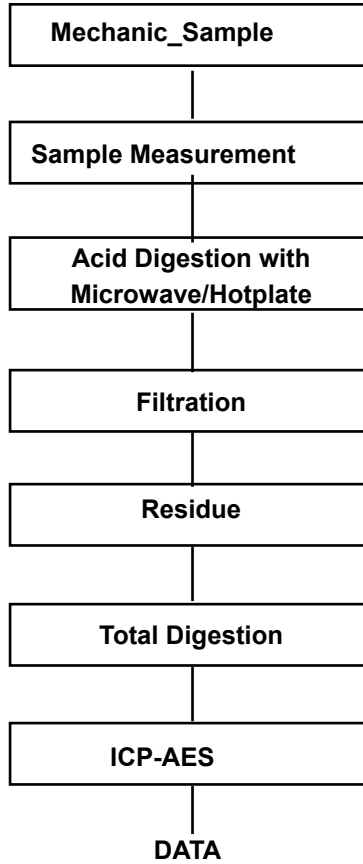 Mechanic_Sample
Sample Measurement
Acid Digestion with
Microwave/Hotplate
Filtration
Residue
Total Digestion
ICP-AES
DATA